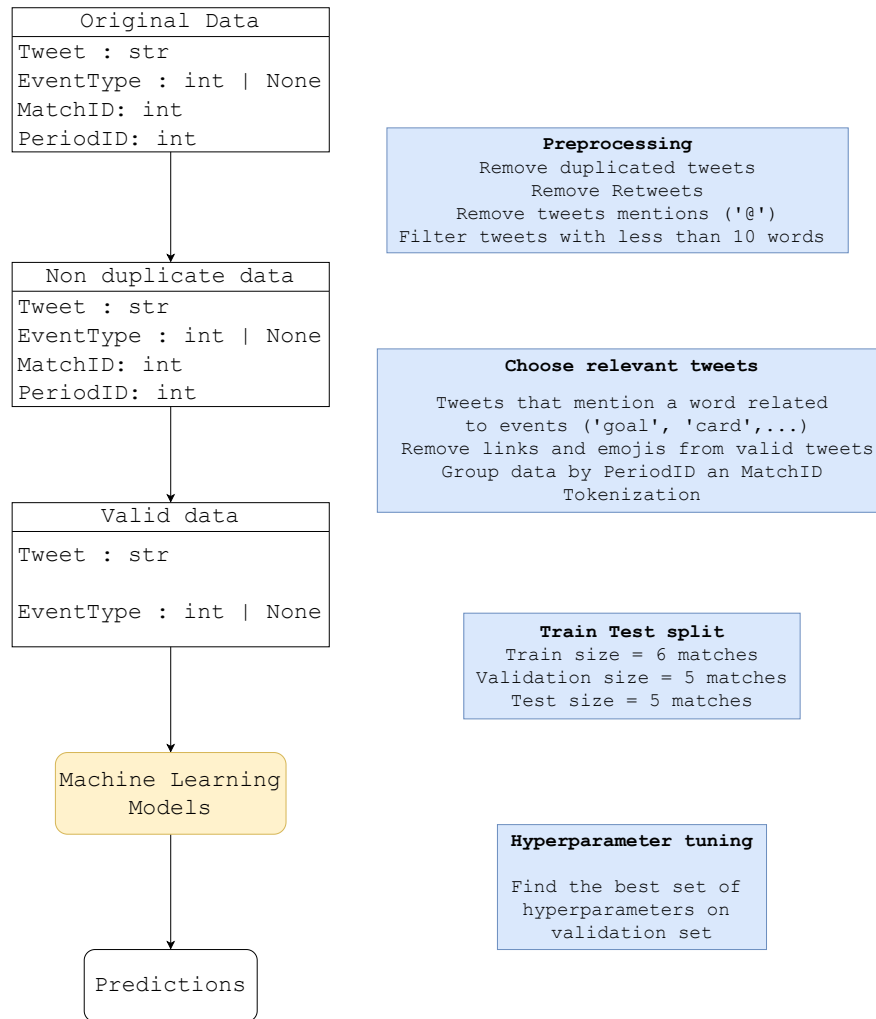 Original Data
Tweet : str
EventType : int | None
MatchID: int
PeriodID: int
Preprocessing
Remove duplicated tweets
Remove Retweets
Remove tweets mentions ('@')
Filter tweets with less than 10 words
Non duplicate data
Tweet : str
EventType : int | None
MatchID: int
PeriodID: int
Choose relevant tweets
Tweets that mention a word related
to events ('goal', 'card',...)
Remove links and emojis from valid tweets
Group data by PeriodID an MatchID
Tokenization
Valid data
Tweet : str
EventType : int | None
Train Test split
Train size = 6 matches
Validation size = 5 matches
Test size = 5 matches
Machine Learning
Models
Hyperparameter tuning
Find the best set of
hyperparameters on
validation set
Predictions